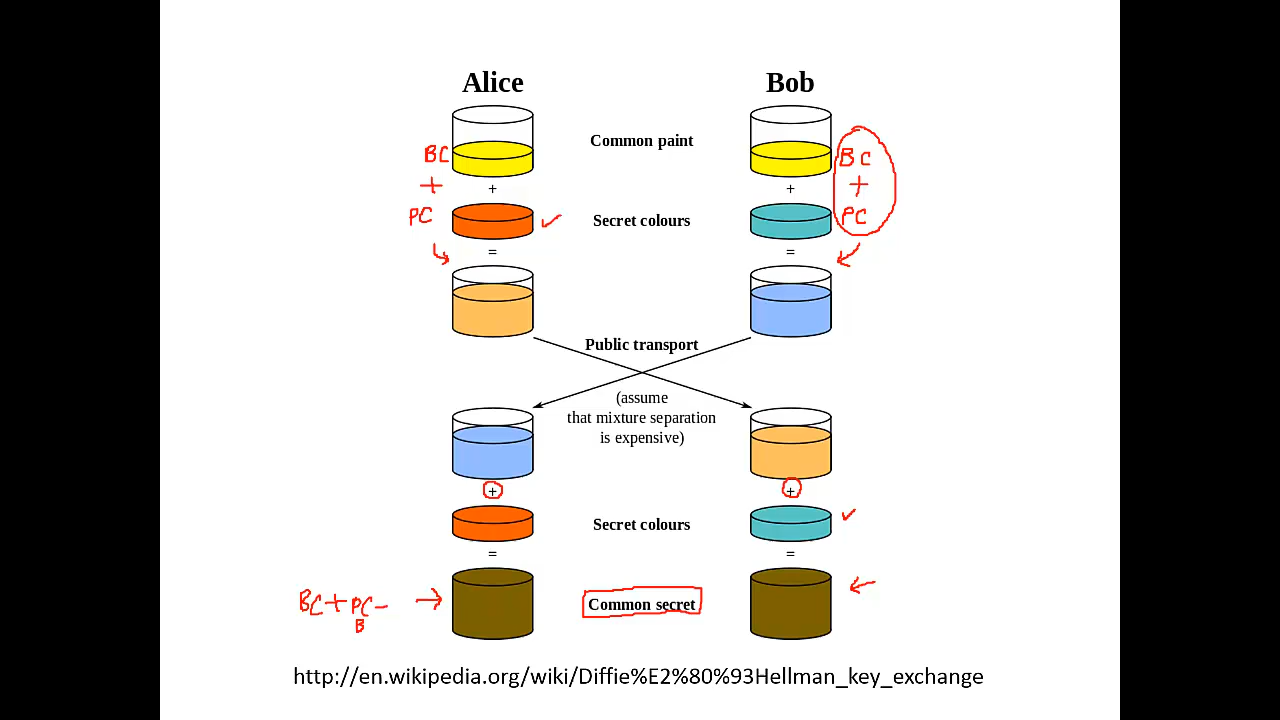 Alice Bob
Common paint
BC
BC
+
+
+
+
PC
PC
Secret colours
=
=
Public transport
(assume
that mixture separation
is expensive)
+
+
Secret colours
=
=
BC+PC-
B
Common secret
http://en.wikipedia.org/wiki/Diffie%E2%80%93Hellman_key_exchange